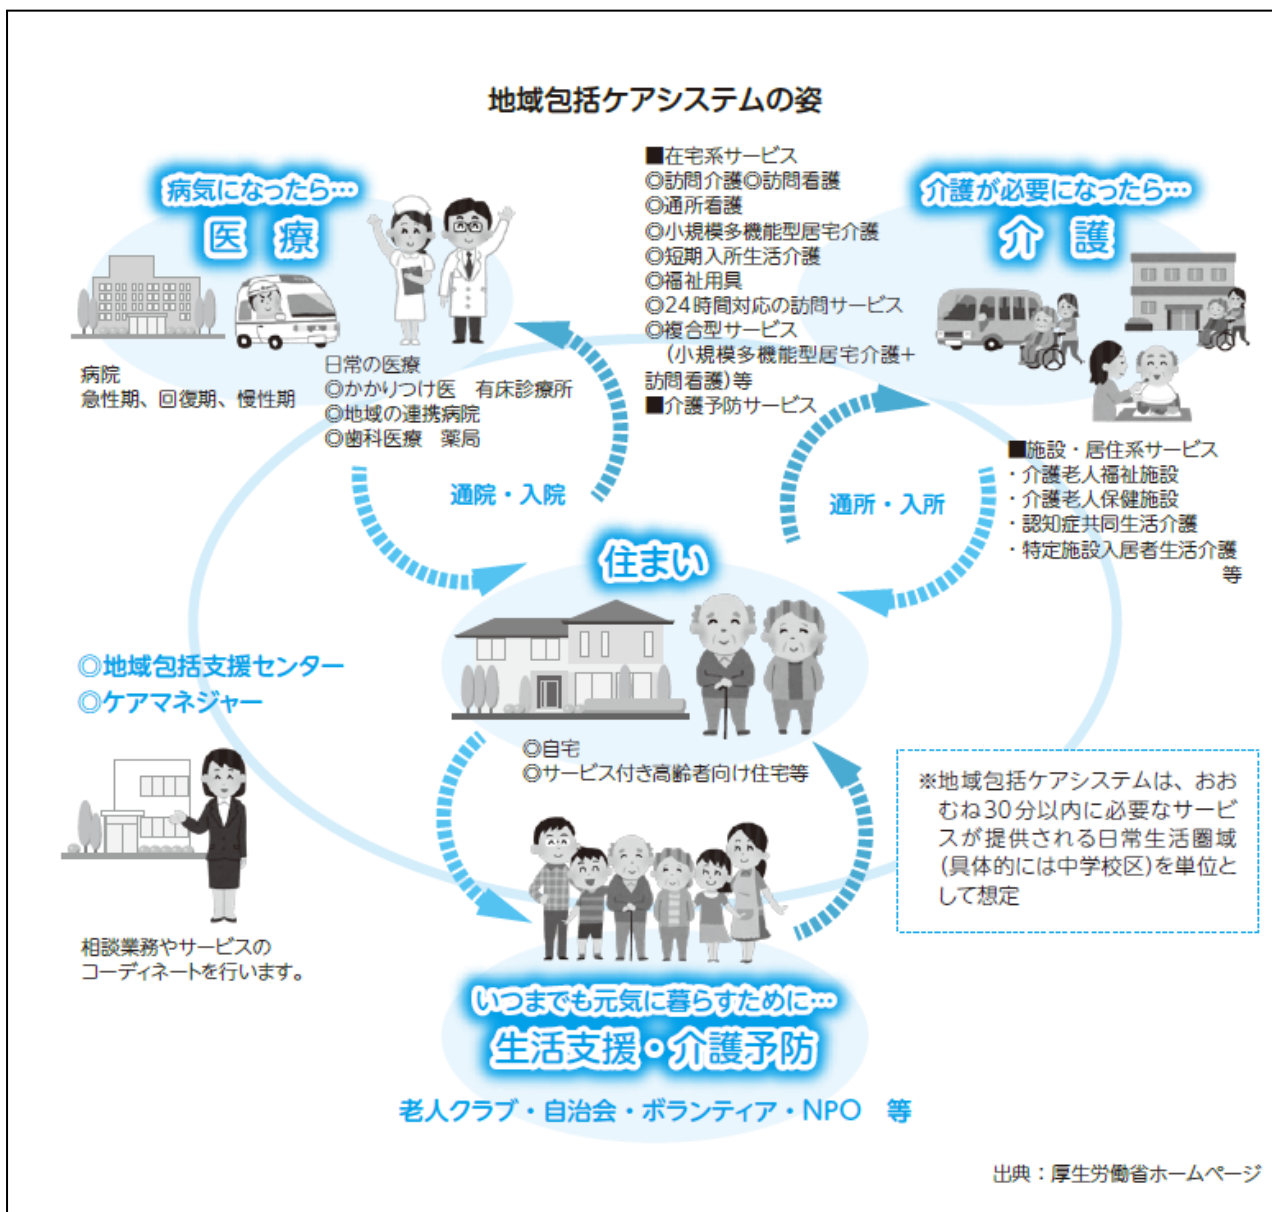 地域包括ケアシステムの姿
病気になったら…
医療
病院
急性期、回復期、慢性期
日常の医療
◎かかりつけ医　有床診療所
◎地域の連携病院
◎歯科医療　薬局
通院・入院
■在宅系サービス
◎訪問介護◎訪問看護
◎通所看護
◎小規模多機能型居宅介護
◎短期入所生活介護
◎福祉用具
◎24時間対応の訪問サービス
◎複合型サービス
（小規模多機能型居宅介護+
訪問看護）等
■介護予防サービス
介護が必要になったら…
介護
■施設・居住系サービス
・介護老人福祉施設
・介護老人保健施設
・認知症共同生活介護
・特定施設入居者生活介護
等
通所・入所
住まい
◎自宅
◎サービス付き高齢者向け住宅等
◎地域包括支援センター
◎ケアマネジャー
相談業務やサービスの
コーディネートを行います。
※地域包括ケアシステムは、おお
むね30分以内に必要なサービ
スが提供される日常生活圏域
(具体的には中学校区)を単位と
して想定
いつまでも元気に暮らすために…
生活支援・介護予防
老人クラブ・自治会・ボランティア・NPO　等
出典：厚生労働省ホームページ